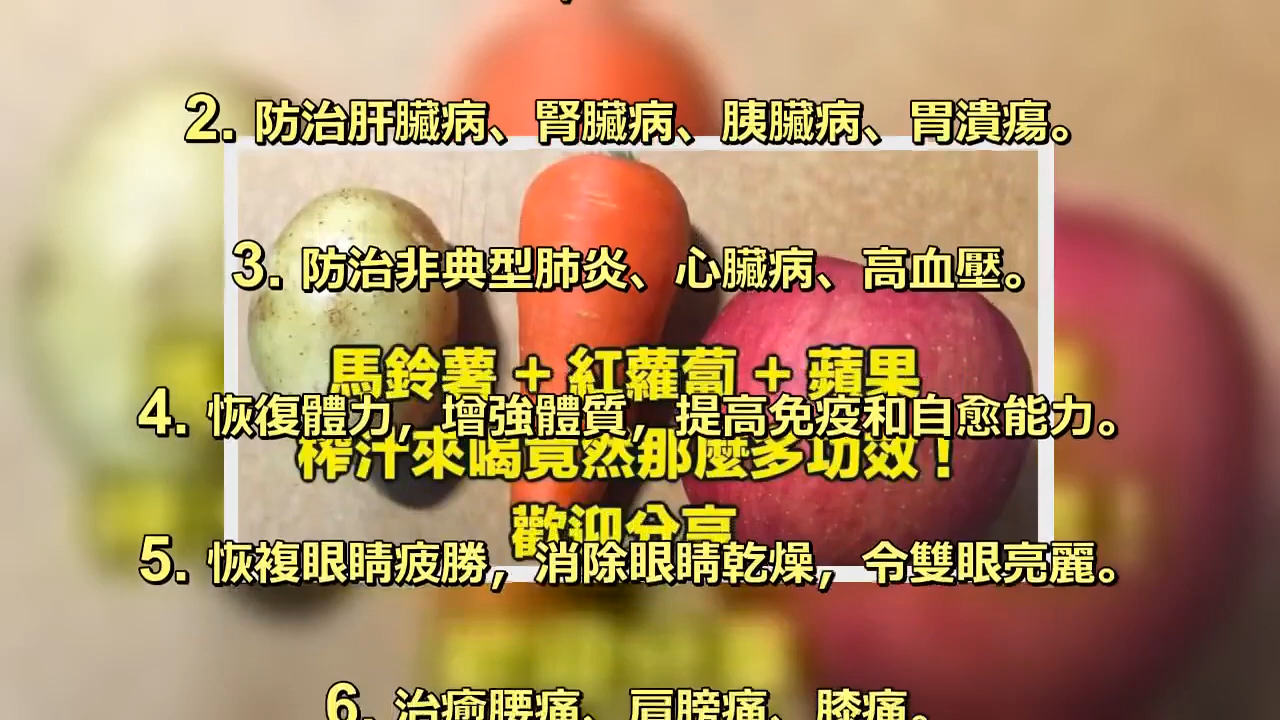 2. 防治肝臟病、腎臟病、胰臟病、胃潰瘍。
3. 防治非典型肺炎、心臟病、高血壓。
馬鈴薯 + 紅蘿蔔 + 蘋果
4. 恢復體力，增強體質，提高免疫和自愈能力。
榨汁來喝竟然那麼多功效！
歡迎分享
5. 恢複眼睛疲勝，消除眼睛乾燥，令雙眼亮麗。
6. 治癒腰痛、肩膀痛、膝痛。